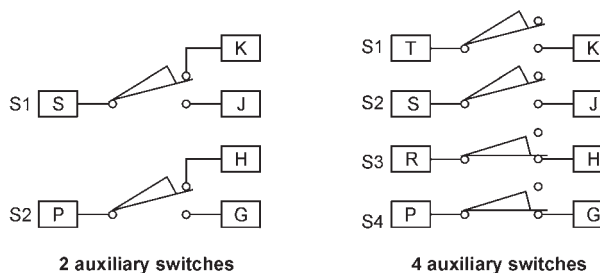 K
S1 S
J
H
S2 P
G
2 auxiliary switches
S1 T K
S2 S J
S3 R H
S4 P G
4 auxiliary switches